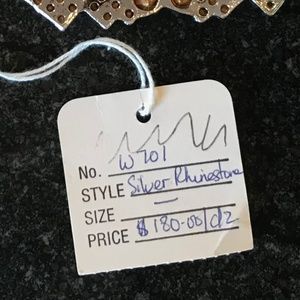 No. W701
STYLE Silver Rhinestone
SIZE —
PRICE $180-00/dz